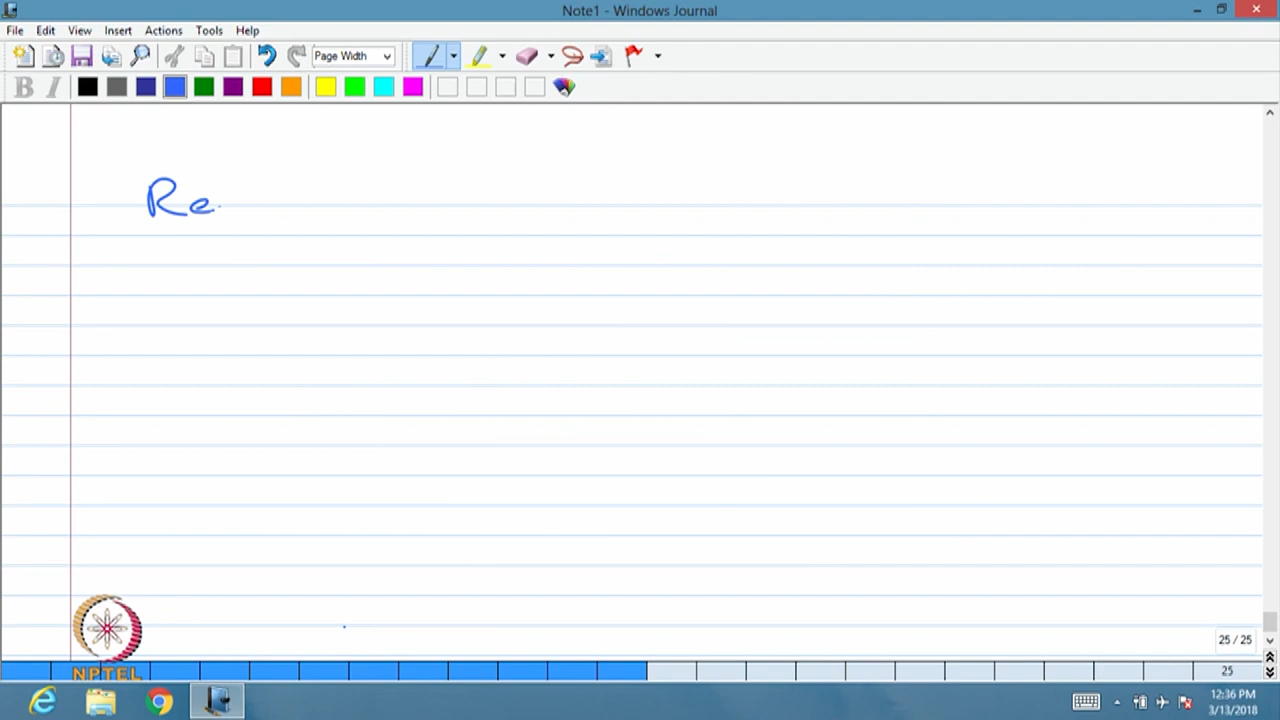 Note1 - Windows Journal
File Edit View Insert Actions Tools Help
Page Width
B I
Re
25 / 25
NPTEL
25
12:36 PM
3/13/2018